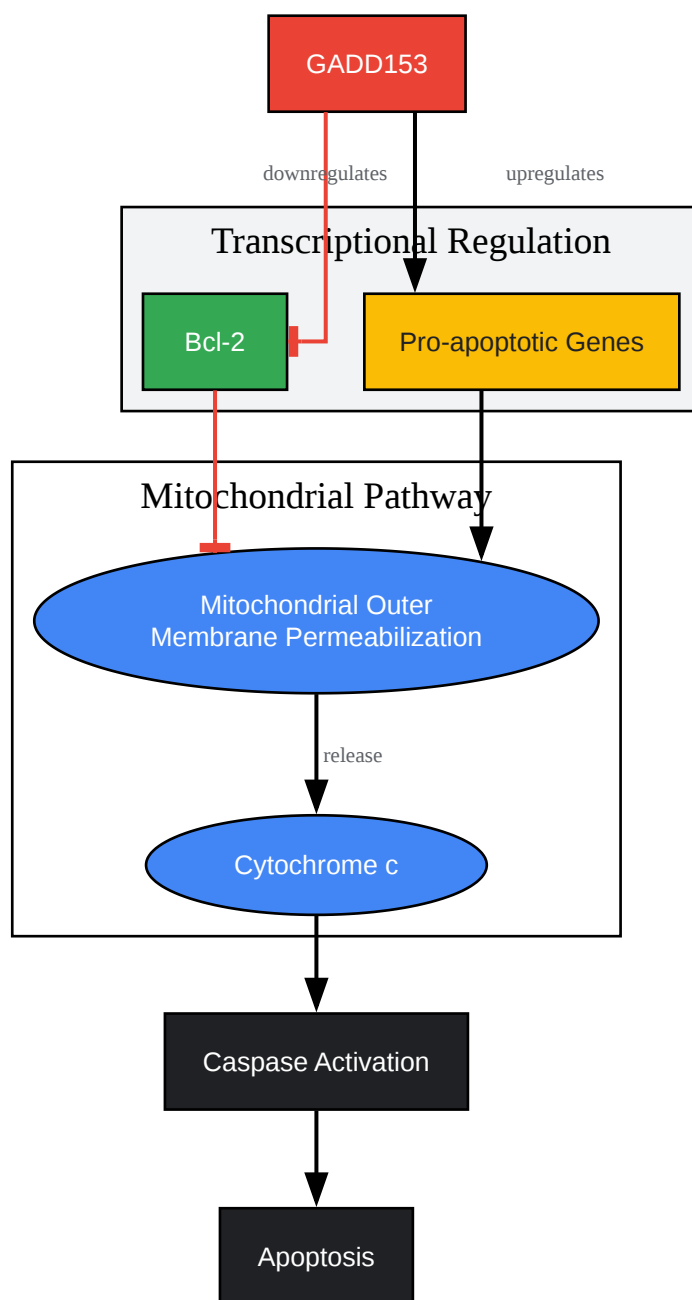 GADD153
downregulates
upregulates
Transcriptional Regulation
Bcl-2
Pro-apoptotic Genes
Mitochondrial Pathway
Mitochondrial Outer
Membrane Permeabilization
release
Cytochrome c
Caspase Activation
Apoptosis